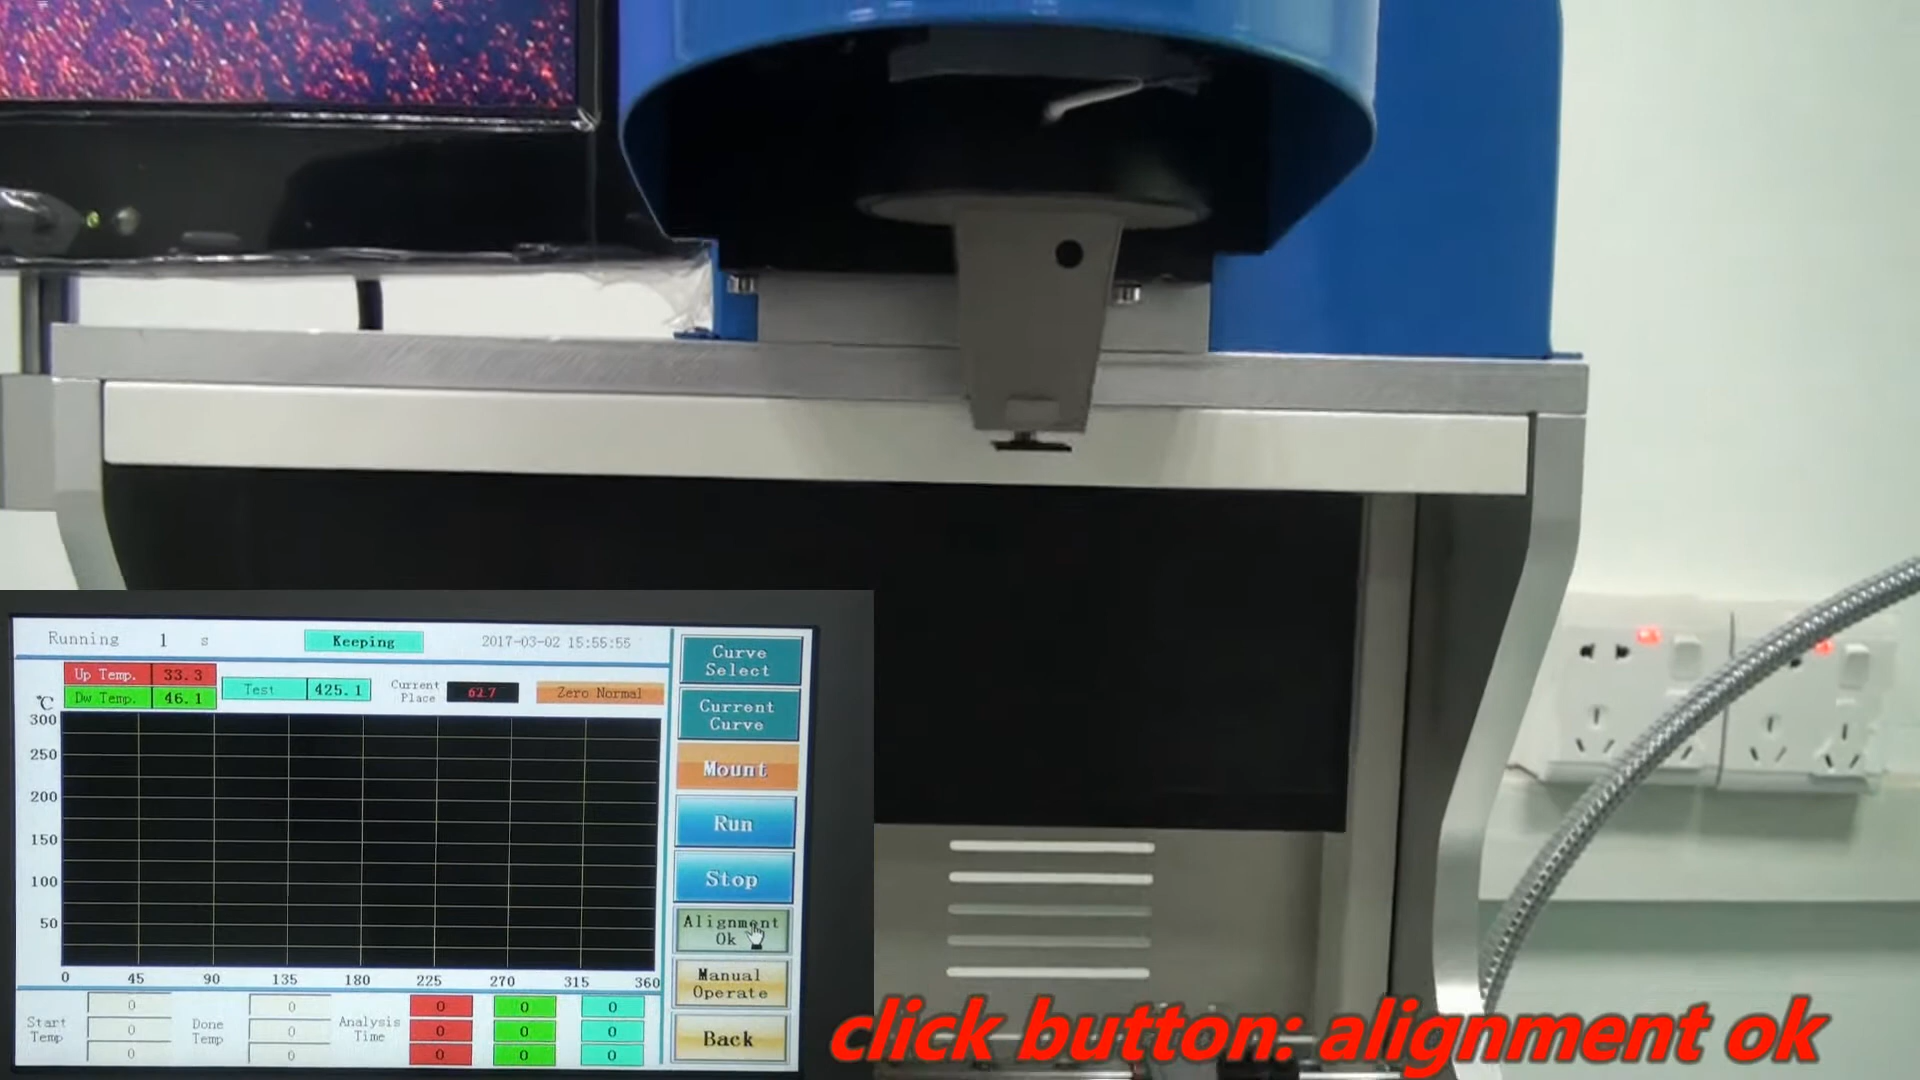 Running 1 s Keeping 2017-03-02 15:55:55
Up Temp. 33.3
Dw Temp. 46.1
Test 425.1
Current Place 62.7
Zero Normal
℃
300
250
200
150
100
50
0 45 90 135 180 225 270 315 360
Start Temp
0
0
0
Done Temp
0
0
0
Analysis Time
0 0 0
0 0 0
0 0 0
Curve
Select
Current
Curve
Mount
Run
Stop
Alignment
Ok
Manual
Operate
Back
click button: alignment ok